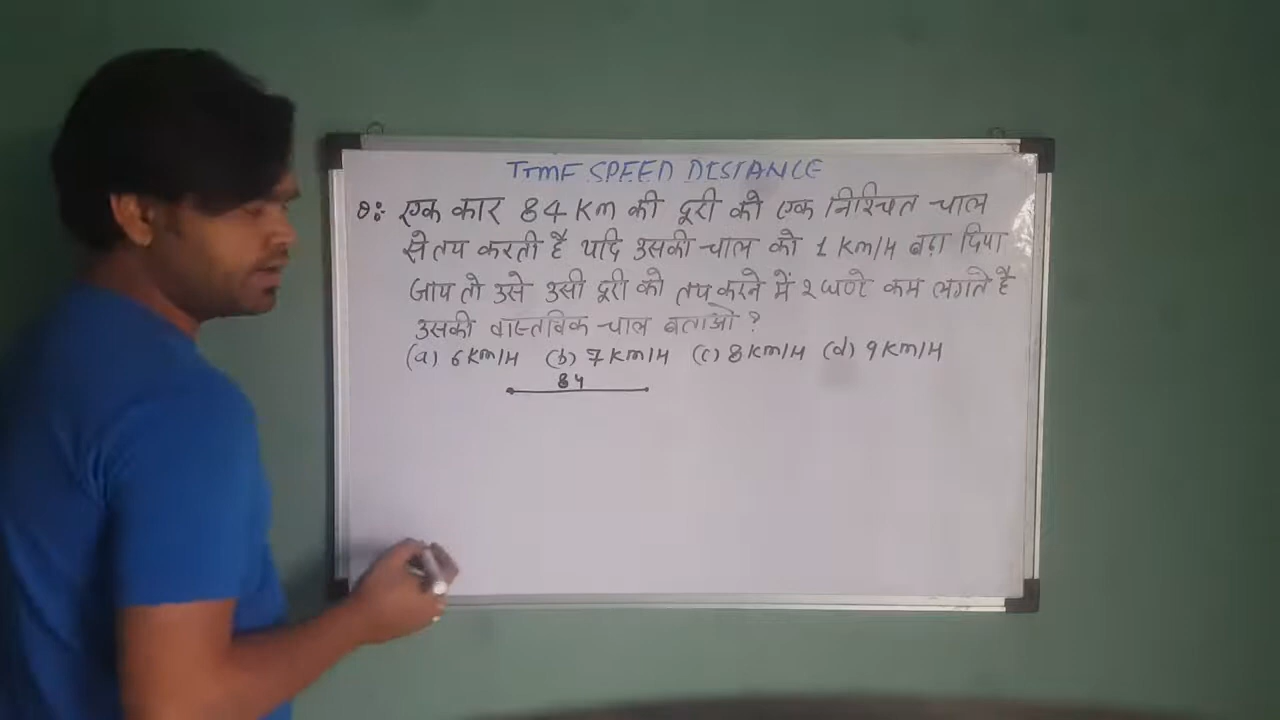 TIME SPEED DISTANCE
Q: एक कार 84 Km की दूरी को एक निश्चित चाल
से तय करती है यदि उसकी चाल को 1 Km/H बढ़ा दिया
जाय तो उसे उसी दूरी को तय करने में 2 घण्टे कम लगते है
उसकी वास्तविक चाल बताओ ?
(a) 6 Km/H (b) 7 Km/H (c) 8 Km/H (d) 9 Km/H
84